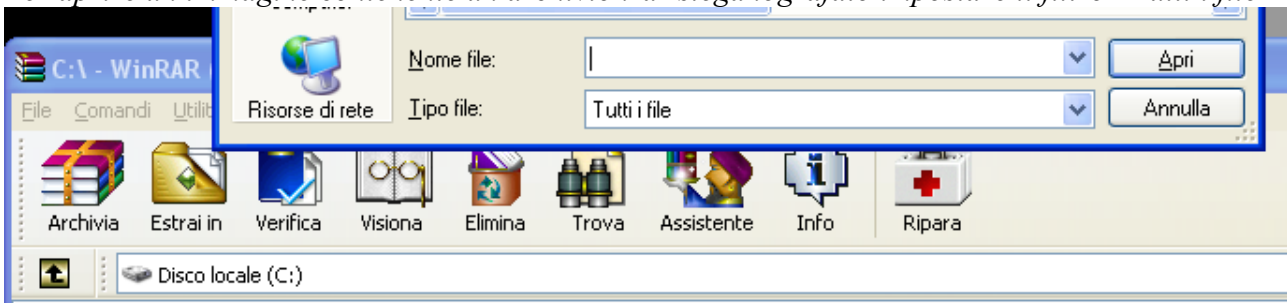 C:\ - WinRAR
Nome file:
Apri
File Comandi Utilit
Risorse di rete
Tipo file:
Tutti i file
Annulla
Archivia Estrai in Verifica Visiona Elimina Trova Assistente Info Ripara
Disco locale (C:)